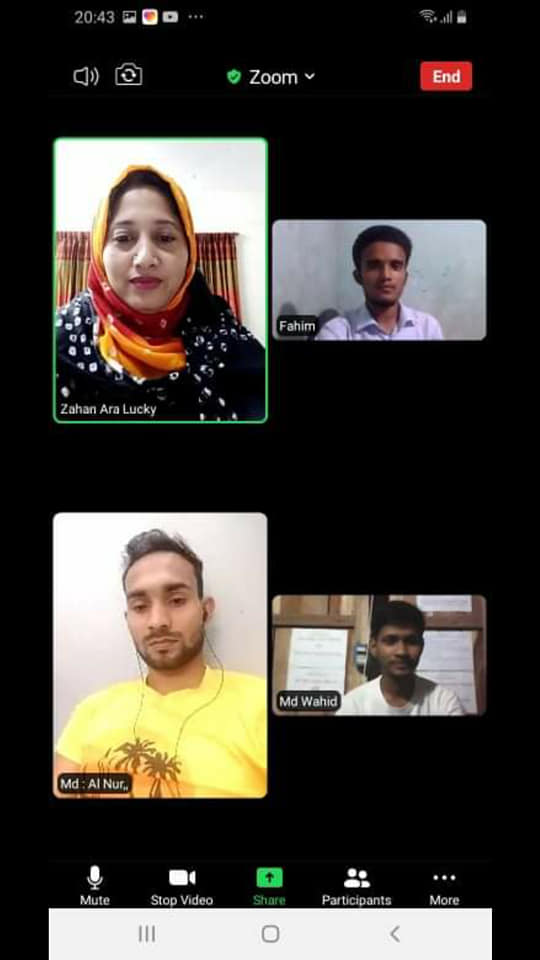 20:43
Zoom
End
Zahan Ara Lucky
Fahim
Md : Al Nur,,
Md Wahid
Mute
Stop Video
Share
Participants
More